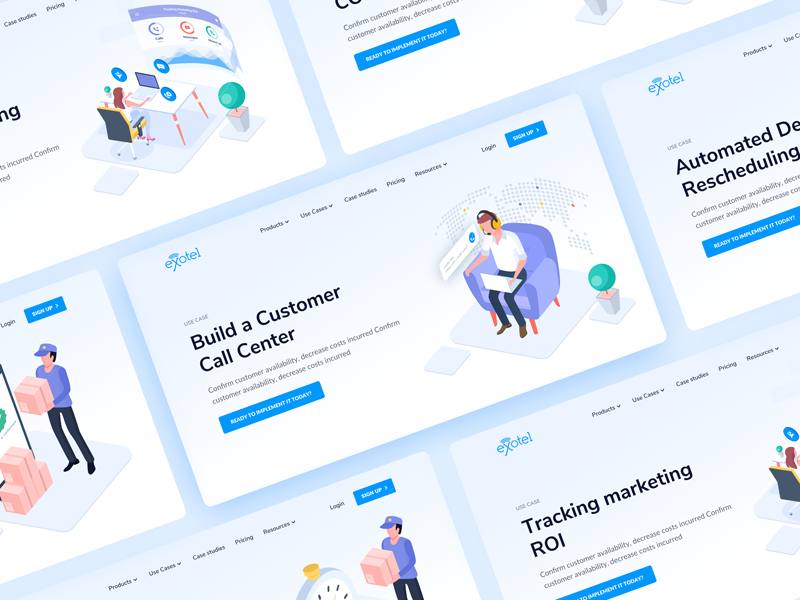 Case studies
Pricing
ts incurred Confirm
Confirm customer availability, decrease costs
customer availability, decrease costs incurred
READY TO IMPLEMENT IT TODAY?
exotel
Products
USE CASE
Automated De
Rescheduling
Confirm customer availability, decre
customer availability, decrease costs
READY TO IMPLEMENT IT TODAY?
exotel
Products
Use Cases
Case studies
Pricing
Resources
Login
SIGN UP
USE CASE
Build a Customer
Call Center
Confirm customer availability, decrease costs incurred Confirm
customer availability, decrease costs incurred
READY TO IMPLEMENT IT TODAY?
Login
SIGN UP
exotel
Products
Use Cases
Case studies
Pricing
Resources
USE CASE
Tracking marketing
ROI
Confirm customer availability, decrease costs incurred Confirm
customer availability, decrease costs incurred
READY TO IMPLEMENT IT TODAY?
Products
Use Cases
Case studies
Pricing
Resources
Login
SIGN UP